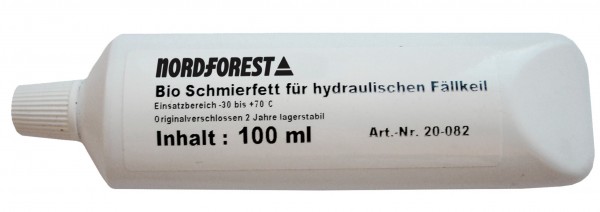 NORDFOREST
Bio Schmierfett für hydraulischen Fällkeil
Einsatzbereich -30 bis +70 C
Originalverschlossen 2 Jahre lagerstabil
Inhalt : 100 ml Art.-Nr. 20-082